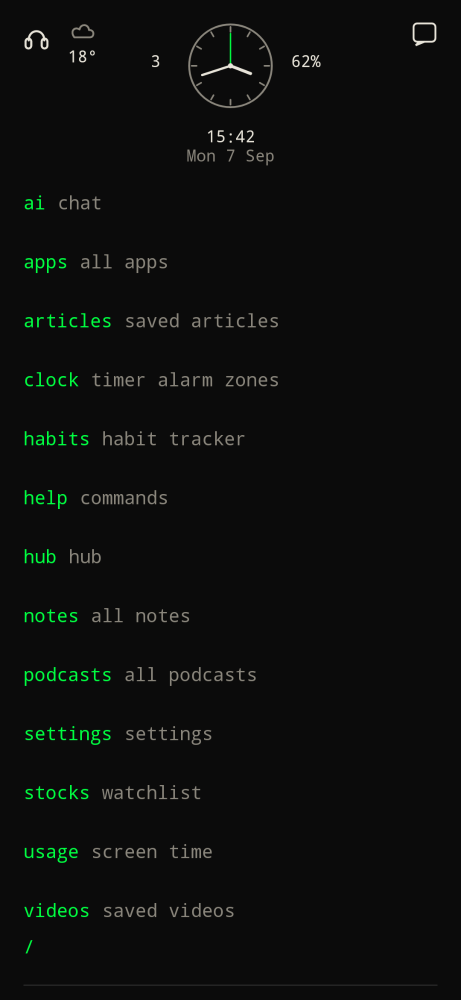 18°
3
62%
15:42
Mon 7 Sep
ai chat
apps all apps
articles saved articles
clock timer alarm zones
habits habit tracker
help commands
hub hub
notes all notes
podcasts all podcasts
settings settings
stocks watchlist
usage screen time
videos saved videos
/